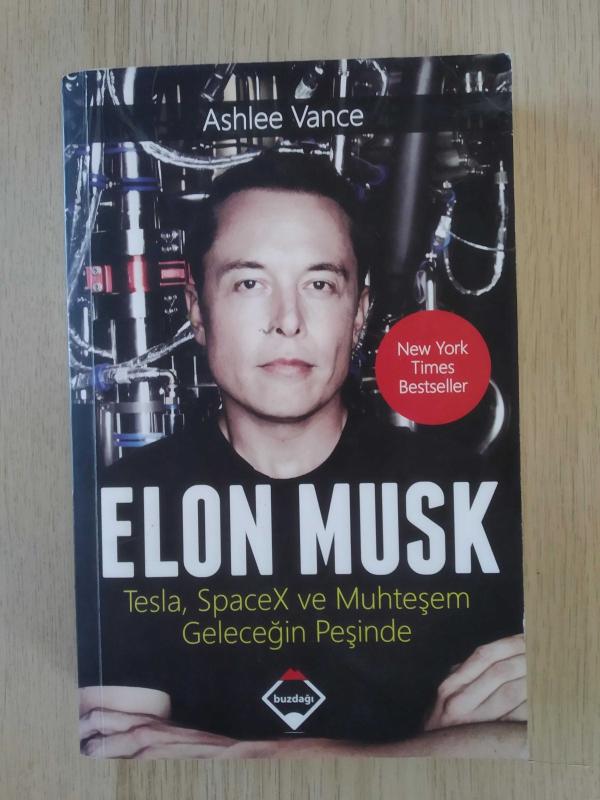 Ashlee Vance
New York
Times
Bestseller
ELON MUSK
Tesla, SpaceX ve Muhteşem
Geleceğin Peşinde
buzdağı